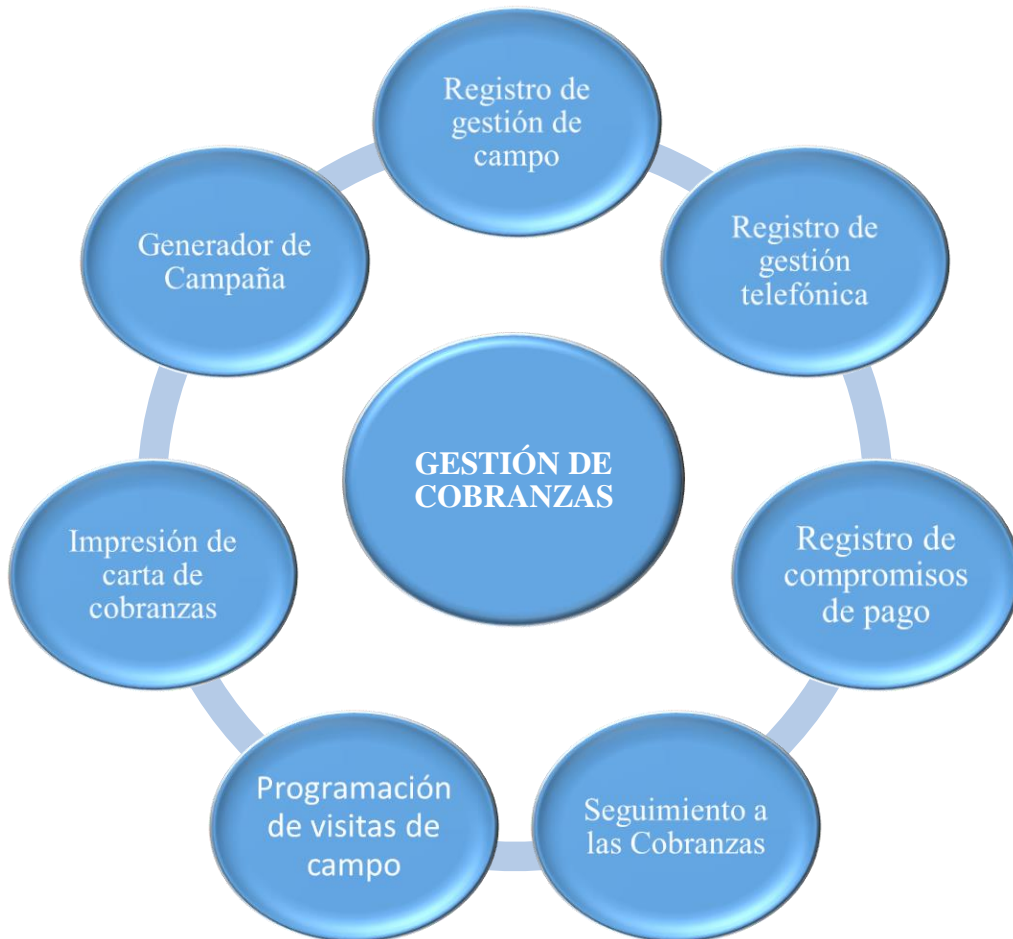 Registro de
gestión de
campo
Registro de
gestión
telefónica
Registro de
compromisos
de pago
Seguimiento a
las Cobranzas
Programación
de visitas de
campo
Impresión de
carta de
cobranzas
Generador de
Campaña
GESTIÓN DE
COBRANZAS